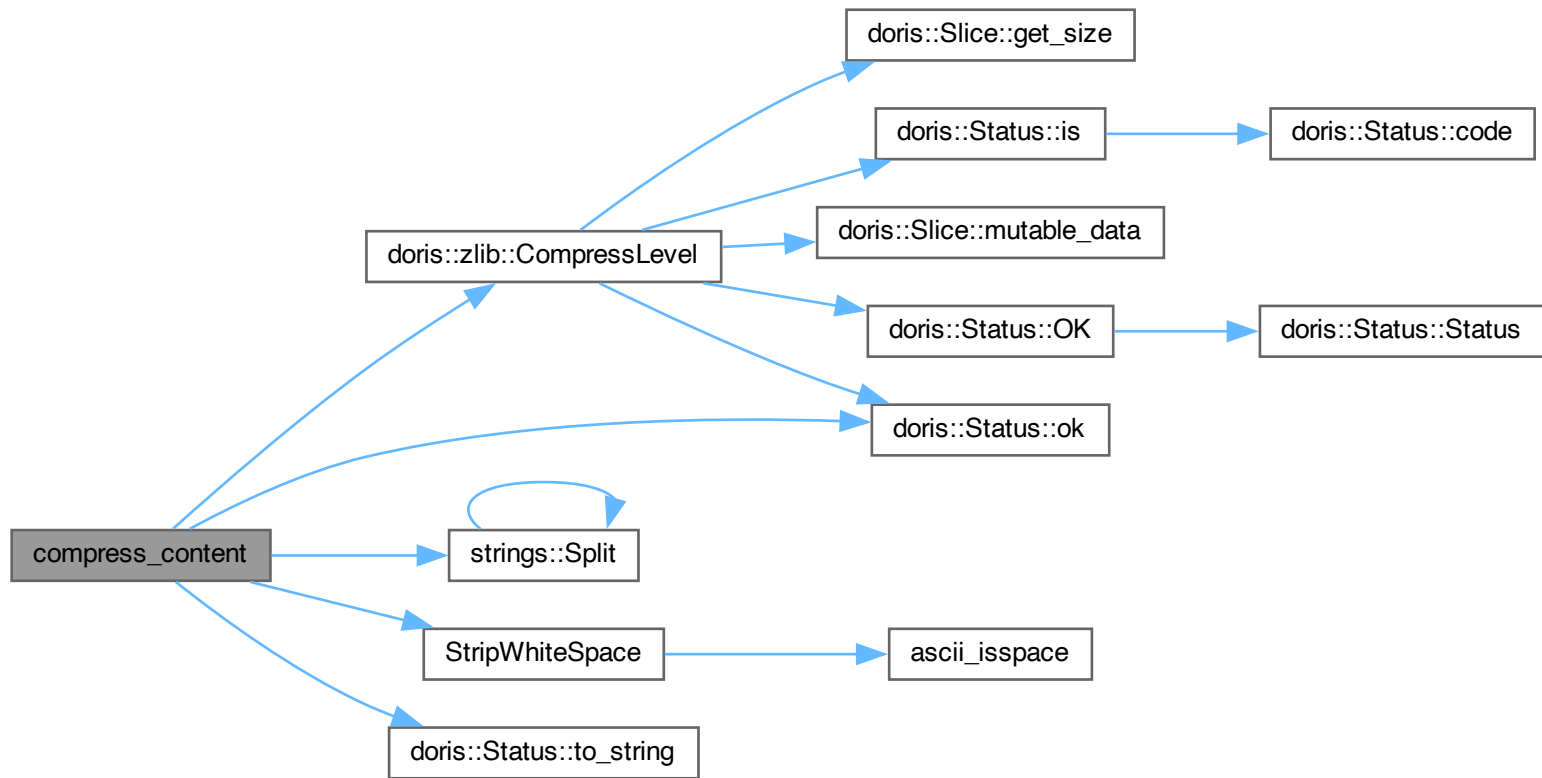 doris::Slice::get_size
doris::Status::is
doris::Status::code
doris::zlib::CompressLevel
doris::Slice::mutable_data
doris::Status::OK
doris::Status::Status
doris::Status::ok
compress_content
strings::Split
StripWhiteSpace
ascii_isspace
doris::Status::to_string